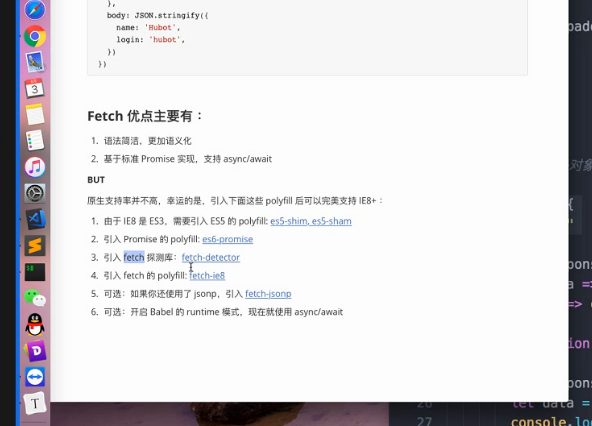 },
body: JSON.stringify({
name: 'Hubot',
login: 'hubot',
})
})
Fetch 优点主要有：
1. 语法简洁，更加语义化
2. 基于标准 Promise 实现，支持 async/await
BUT
原生支持率并不高，幸运的是，引入下面这些 polyfill 后可以完美支持 IE8+：
1. 由于 IE8 是 ES3，需要引入 ES5 的 polyfill: es5-shim, es5-sham
2. 引入 Promise 的 polyfill: es6-promise
3. 引入 fetch 探测库：fetch-detector
4. 引入 fetch 的 polyfill: fetch-ie8
5. 可选：如果你还使用了 jsonp，引入 fetch-jsonp
6. 可选：开启 Babel 的 runtime 模式，现在就使用 async/await
3
T
对象
{
=>
=>
26
let data =
27